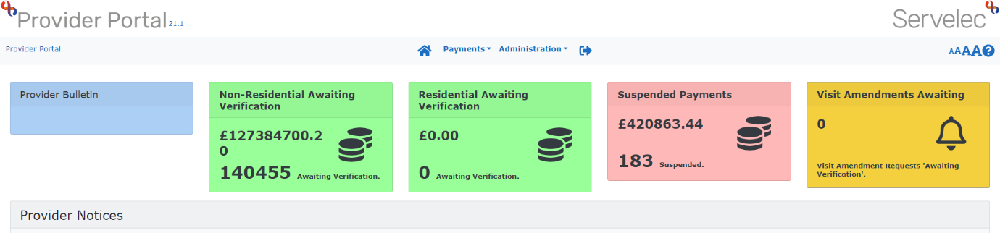 Provider Portal 21.1
Servelec
Provider Portal
Payments
Administration
AAAA?
Provider Bulletin
Non-Residential Awaiting
Verification
£127384700.2
0
140455 Awaiting Verification.
Residential Awaiting
Verification
£0.00
0 Awaiting Verification.
Suspended Payments
£420863.44
183 Suspended.
Visit Amendments Awaiting
0
Visit Amendment Requests 'Awaiting
Verification'.
Provider Notices